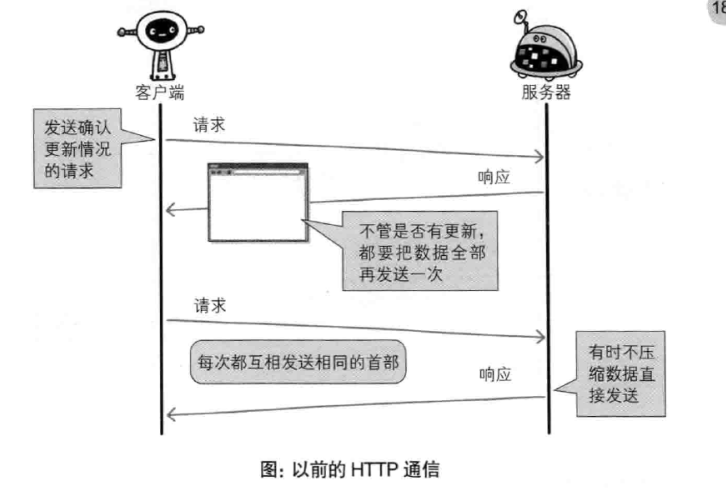 18
客户端
服务器
发送确认
更新情况
的请求
请求
响应
不管是否有更新，
都要把数据全部
再发送一次
请求
每次都互相发送相同的首部
响应
有时不压
缩数据直
接发送
图：以前的 HTTP 通信